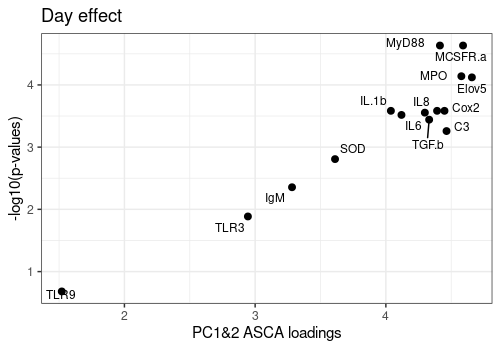 Day effect
MyD88
MCSFR.a
MPO
Elov5
IL.1b
IL8
Cox2
IL6
C3
TGF.b
SOD
IgM
TLR3
TLR9
4
3
2
1
-log10(p-values)
2
3
4
PC1&2 ASCA loadings